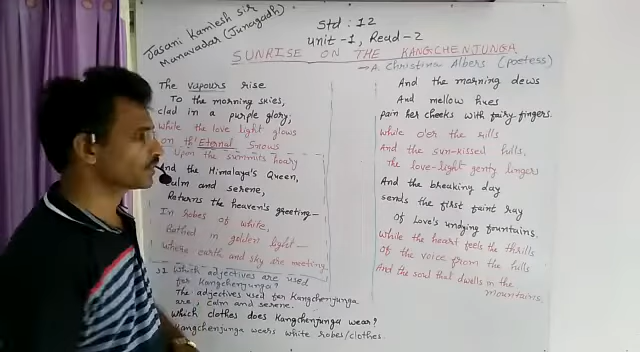 Jasani Kamlesh sir
Manavadar (Junagadh)
Std : 12
unit -1, Read -2
SUNRISE ON THE KANGCHENJUNGA
→ A. Christina Albers (poetess)
The vapours rise
To the morning skies,
clad in a purple glory,
While the love light glows
on th' Eternal snows
Upon the summits hoary
And the Himalaya's Queen,
Calm and serene,
Returns the heaven's greeting—
In robes of white,
Bathed in golden light—
where earth and sky are meeting.
Which adjectives are used
for Kangchenjunga?
The adjectives used for Kangchenjunga
are, calm and serene.
Which clothes does Kangchenjunga wear?
Kangchenjunga wears white robes/clothes.
And the morning dews
And mellow hues
pain her cheeks with fairy fingers.
While o'er the rills
And the sun-kissed hills,
The love-light genty lingers
And the breaking day
sends the first faint ray
Of Love's undying fountains.
While the heart feels the thrills
Of the voice from the hills
And the soul that dwells in the
mountains.